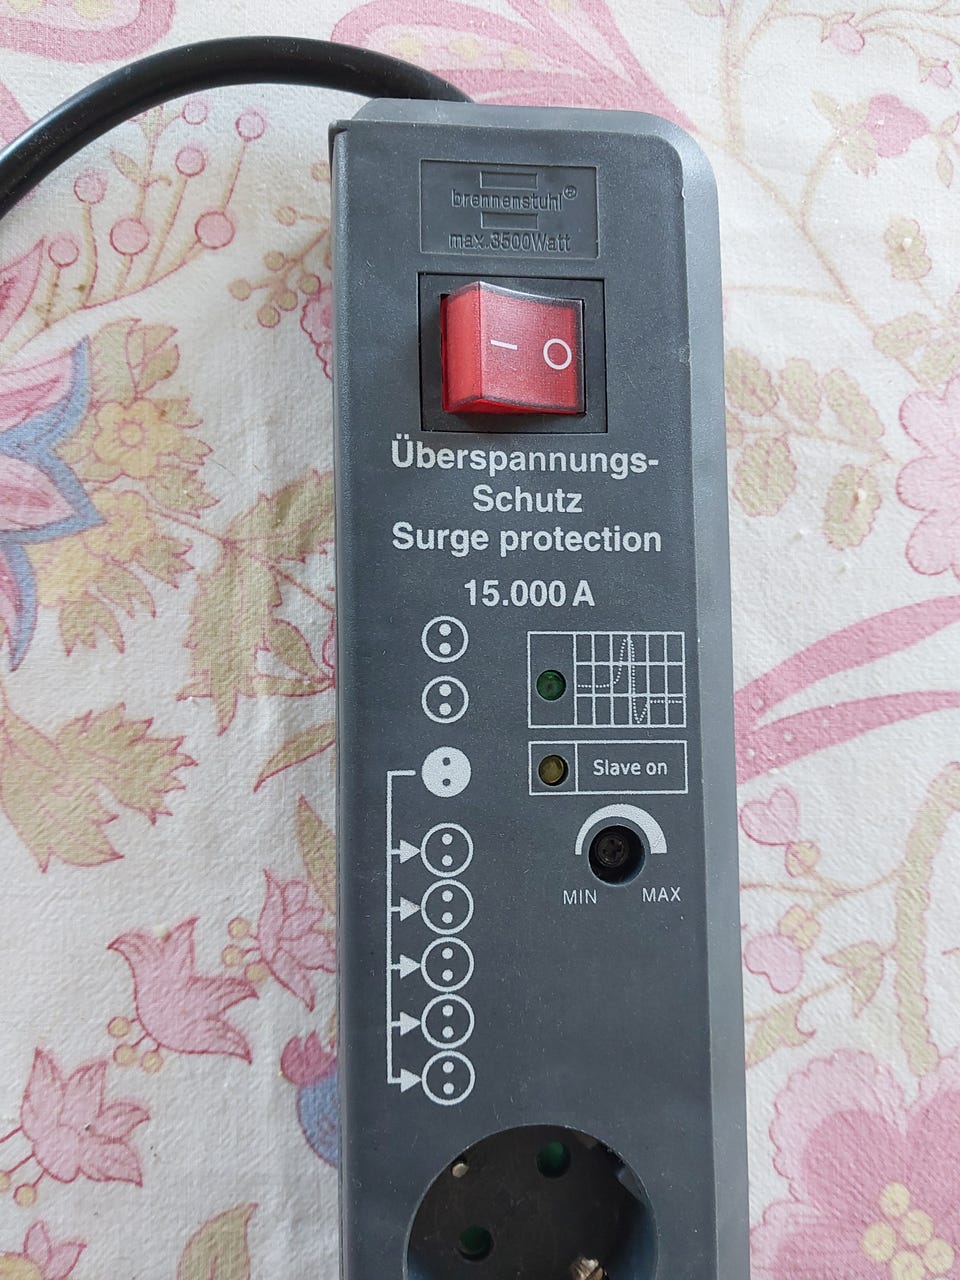 brennenstuhl®
max.3500Watt
Überspannungs-
Schutz
Surge protection
15.000 A
Slave on
MIN MAX